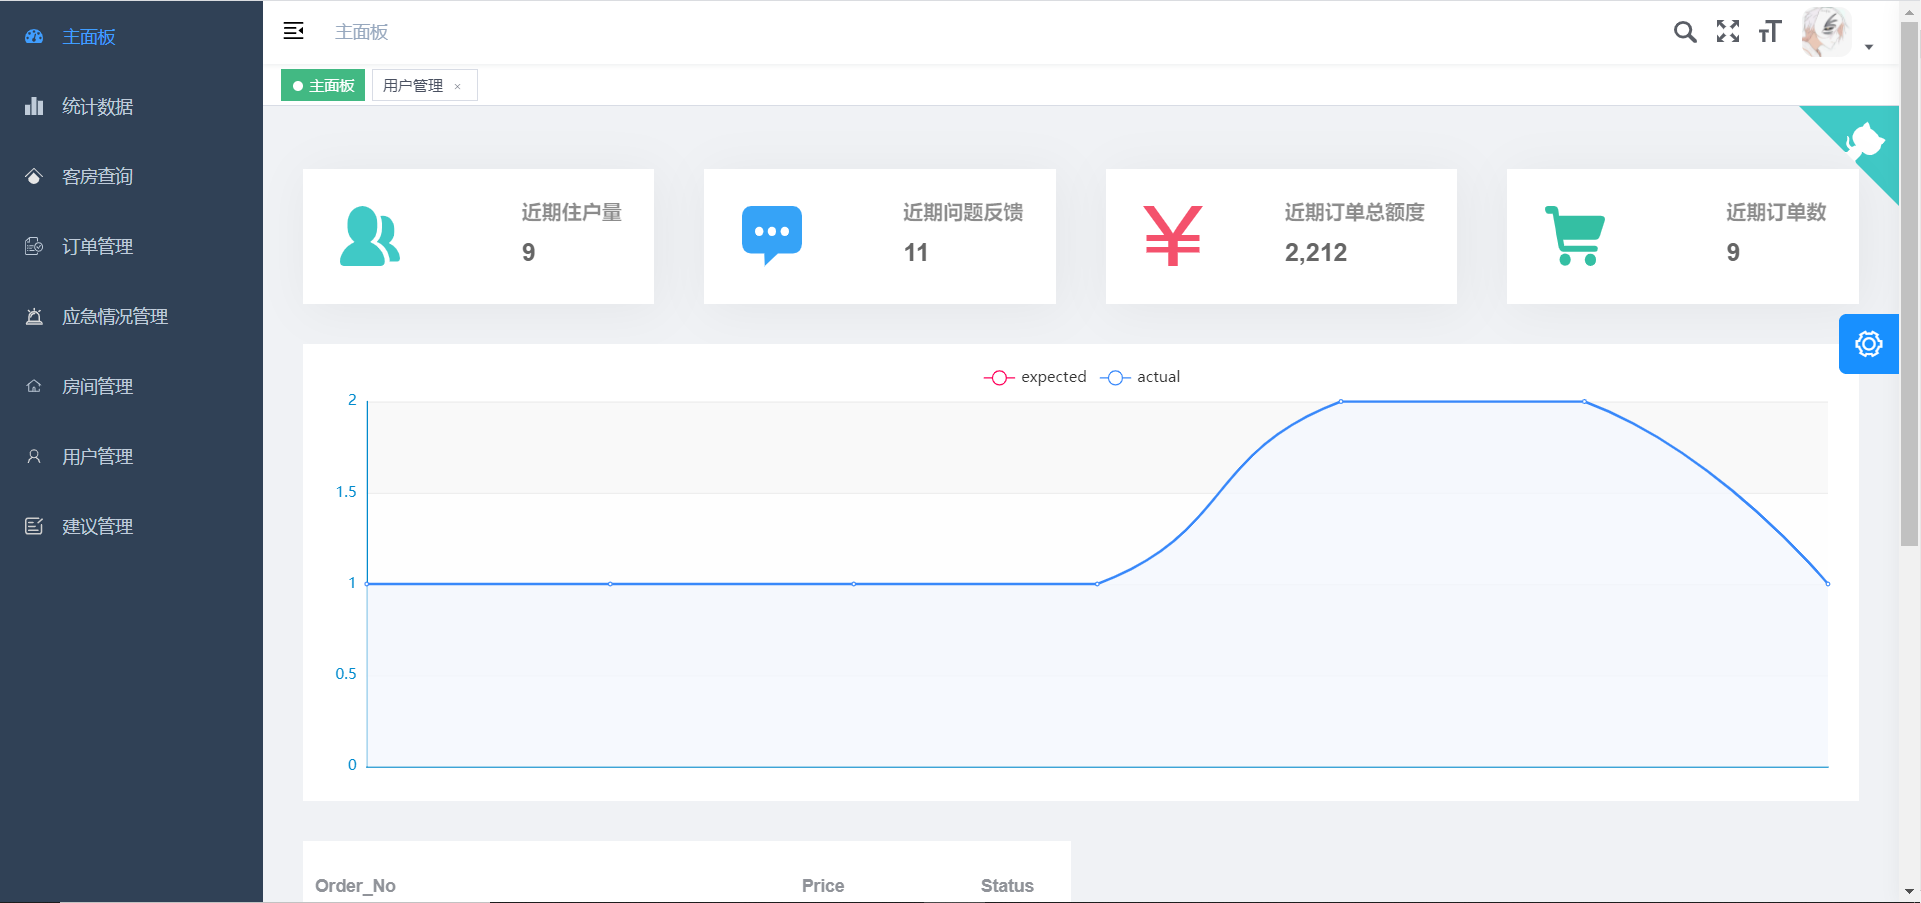 主面板
统计数据
客房查询
订单管理
应急情况管理
房间管理
用户管理
建议管理
主面板
主面板
用户管理 ×
近期住户量
9
近期问题反馈
11
近期订单总额度
2,212
近期订单数
9
expected actual
2
1.5
1
0.5
0
Order_No Price Status